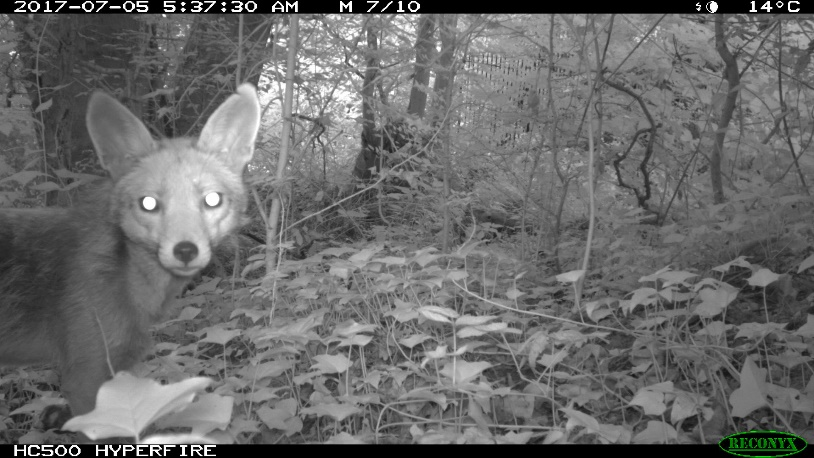 2017-07-05 5:37:30 AM M 7/10 14°C
HC500 HYPERFIRE RECONYX